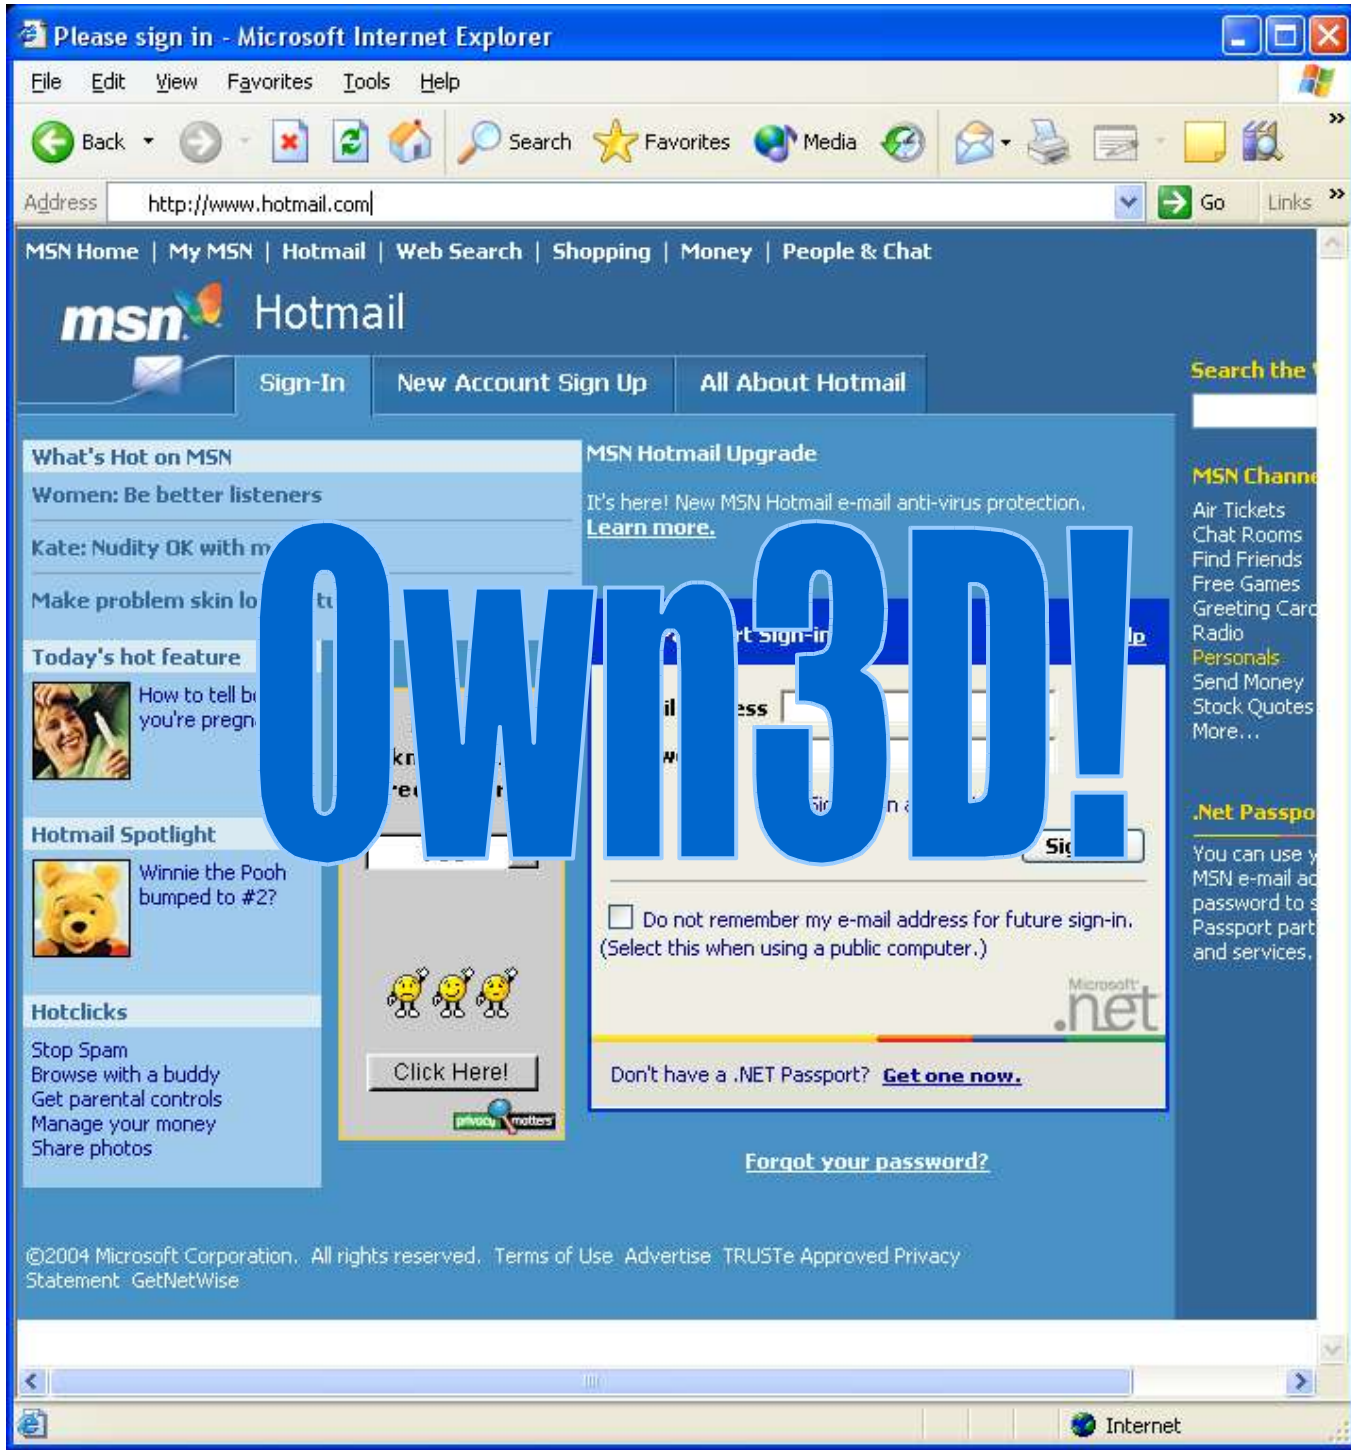 Please sign in - Microsoft Internet Explorer
File Edit View Favorites Tools Help
Back Search Favorites Media
Address http://www.hotmail.com Go Links
MSN Home | My MSN | Hotmail | Web Search | Shopping | Money | People & Chat
msn Hotmail
Sign-In New Account Sign Up All About Hotmail
What's Hot on MSN
Women: Be better listeners
Kate: Nudity OK with
Make problem skin
Today's hot feature
How to tell
you're
Hotmail Spotlight
Winnie the Pooh
bumped to #2?
Hotclicks
Stop Spam
Browse with a buddy
Get parental controls
Manage your money
Share photos
Own3D!
Click Here!
privacy matters
MSN Hotmail Upgrade
It's here! New MSN Hotmail e-mail anti-virus protection.
Learn more.
Do not remember my e-mail address for future sign-in.
(Select this when using a public computer.)
Microsoft
.net
Don't have a .NET Passport? Get one now.
Forgot your password?
Search the
MSN
Air Tickets
Chat Rooms
Find Friends
Free Games
Greeting
Radio
Personals
Send Money
Stock Quotes
More...
.Net
You can use
MSN e-mail
password to
Passport
and services.
©2004 Microsoft Corporation. All rights reserved. Terms of Use Advertise TRUSTe Approved Privacy
Statement GetNetWise
Internet